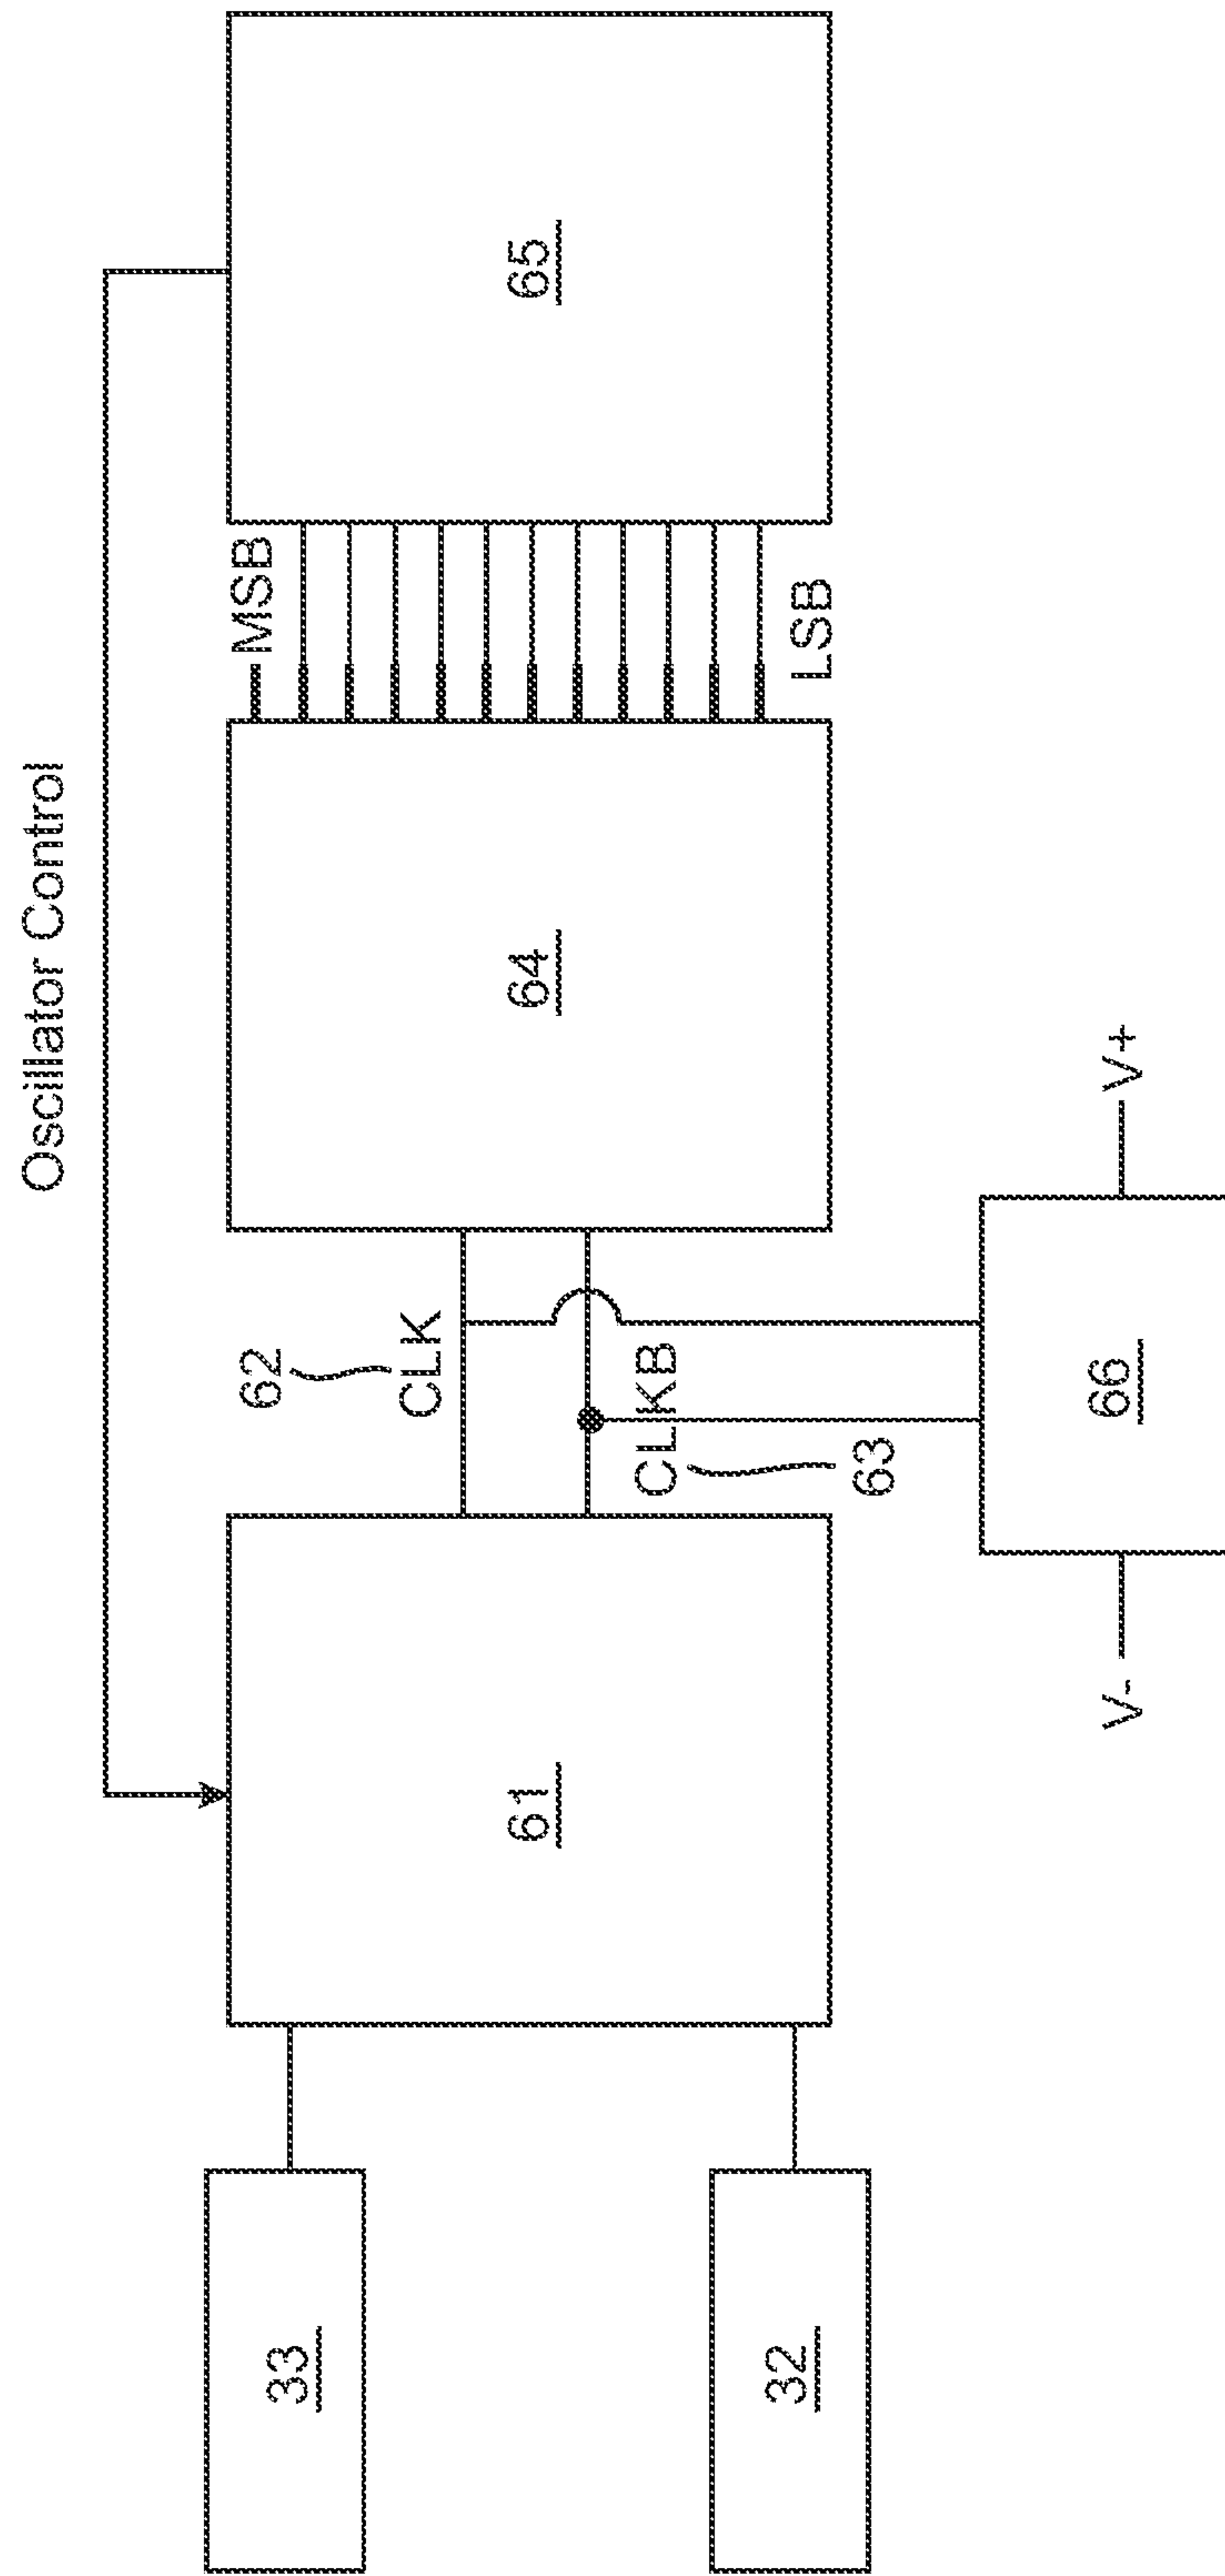 Oscillator Control
33
32
61
62
CLK
CLKB
63
64
MSB
LSB
65
66
V-
V+